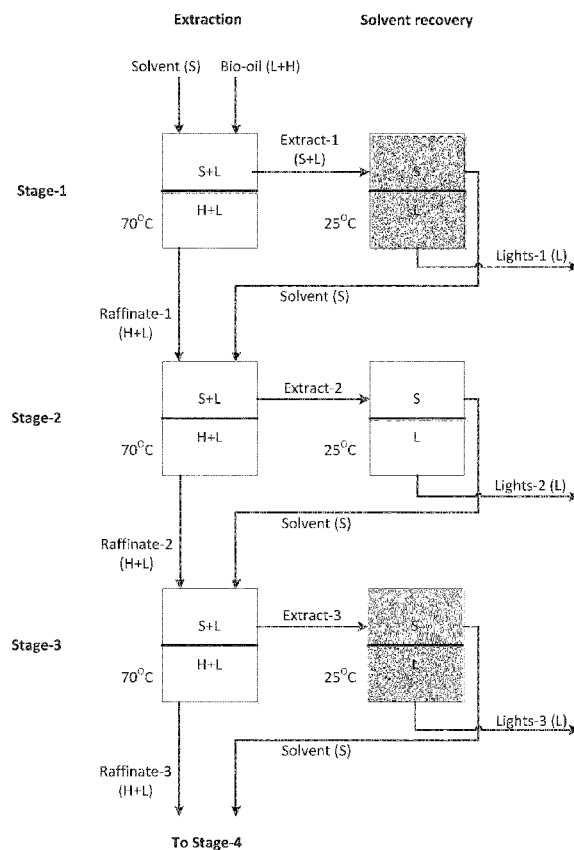 Extraction
Solvent recovery
Solvent (S)
Bio-oil (L+H)
Stage-1
S+L
H+L
70°C
Extract-1
(S+L)
S
L
25°C
Lights-1 (L)
Solvent (S)
Raffinate-1
(H+L)
Stage-2
S+L
H+L
70°C
Extract-2
S
L
25°C
Lights-2 (L)
Solvent (S)
Raffinate-2
(H+L)
Stage-3
S+L
H+L
70°C
Extract-3
S
L
25°C
Lights-3 (L)
Solvent (S)
Raffinate-3
(H+L)
To Stage-4